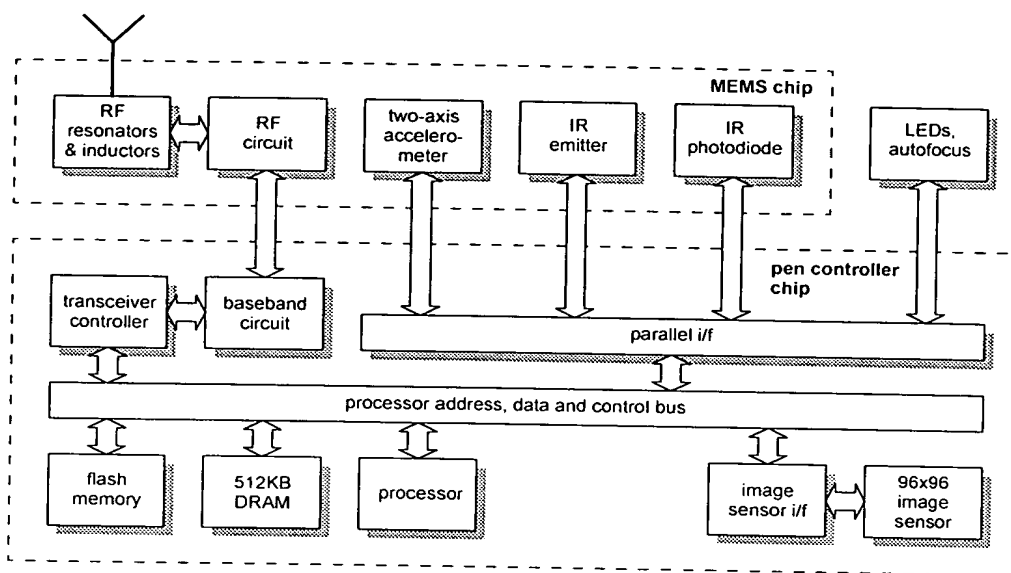 MEMS chip
RF
resonators
& inductors
RF
circuit
two-axis
accelero-
meter
IR
emitter
IR
photodiode
LEDs,
autofocus
pen controller
chip
transceiver
controller
baseband
circuit
parallel i/f
processor address, data and control bus
flash
memory
512KB
DRAM
processor
image
sensor i/f
96x96
image
sensor